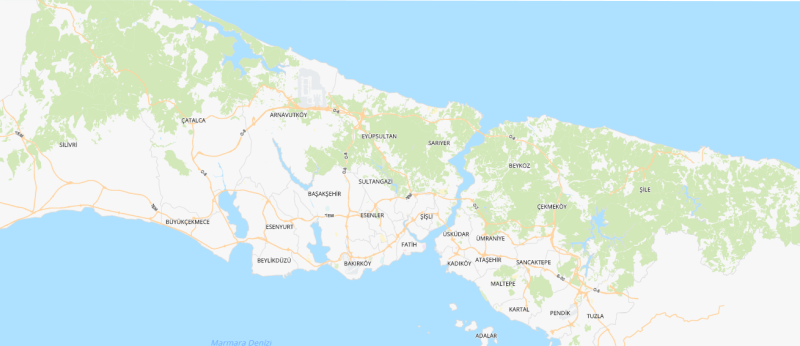 ARNAVUTKÖY
ÇATALCA
EYÜPSULTAN
SARIYER
SİLİVRİ
BEYKOZ
SULTANGAZİ
ŞİLE
BAŞAKŞEHİR
ÇEKMEKÖY
BÜYÜKÇEKMECE
TEM
ESENLER
ŞİŞLİ
ESENYURT
ÜSKÜDAR
ÜMRANİYE
FATİH
BEYLİKDÜZÜ
BAKIRKÖY
KADIKÖY
ATAŞEHİR
SANCAKTEPE
MALTEPE
KARTAL
PENDİK
TUZLA
ADALAR
Marmara Denizi